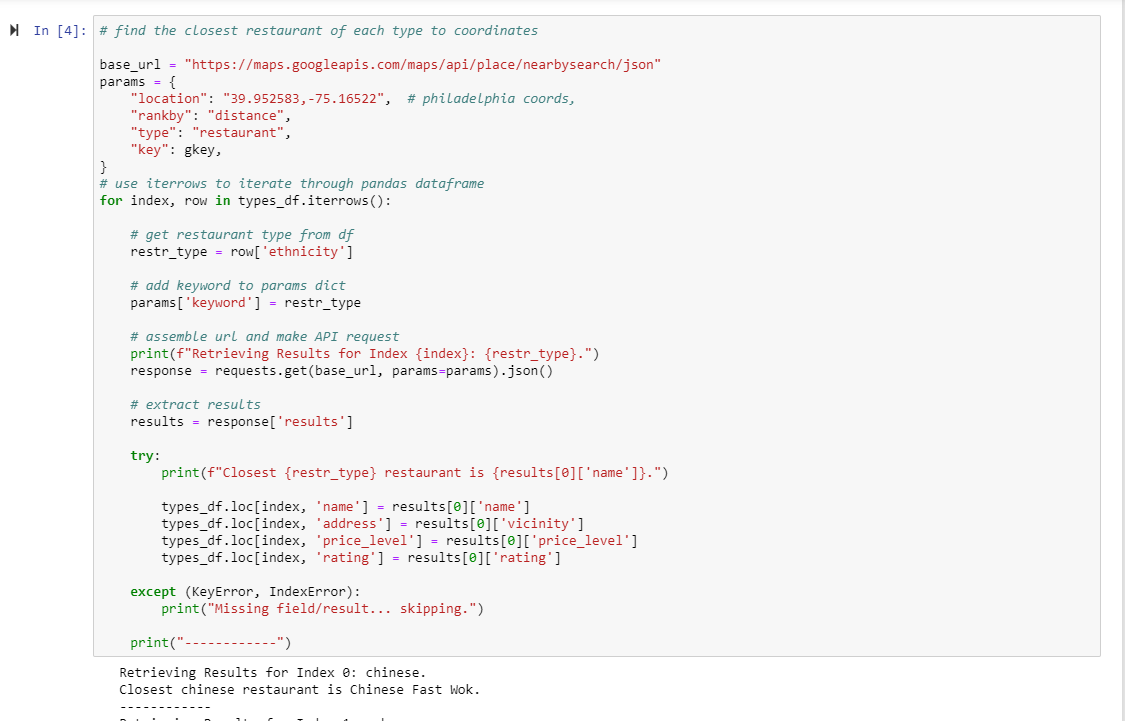 In [4]:
# find the closest restaurant of each type to coordinates
base_url = "https://maps.googleapis.com/maps/api/place/nearbysearch/json"
params = {
    "location": "39.952583,-75.16522",  # philadelphia coords,
    "rankby": "distance",
    "type": "restaurant",
    "key": gkey,
}
# use iterrows to iterate through pandas dataframe
for index, row in types_df.iterrows():
    # get restaurant type from df
    restr_type = row['ethnicity']
    # add keyword to params dict
    params['keyword'] = restr_type
    # assemble url and make API request
    print(f"Retrieving Results for Index {index}: {restr_type}.")
    response = requests.get(base_url, params=params).json()
    # extract results
    results = response['results']
    try:
        print(f"Closest {restr_type} restaurant is {results[0]['name']}.")
        types_df.loc[index, 'name'] = results[0]['name']
        types_df.loc[index, 'address'] = results[0]['vicinity']
        types_df.loc[index, 'price_level'] = results[0]['price_level']
        types_df.loc[index, 'rating'] = results[0]['rating']
    except (KeyError, IndexError):
        print("Missing field/result... skipping.")
    print("------------")
Retrieving Results for Index 0: chinese.
Closest chinese restaurant is Chinese Fast Wok.
------------